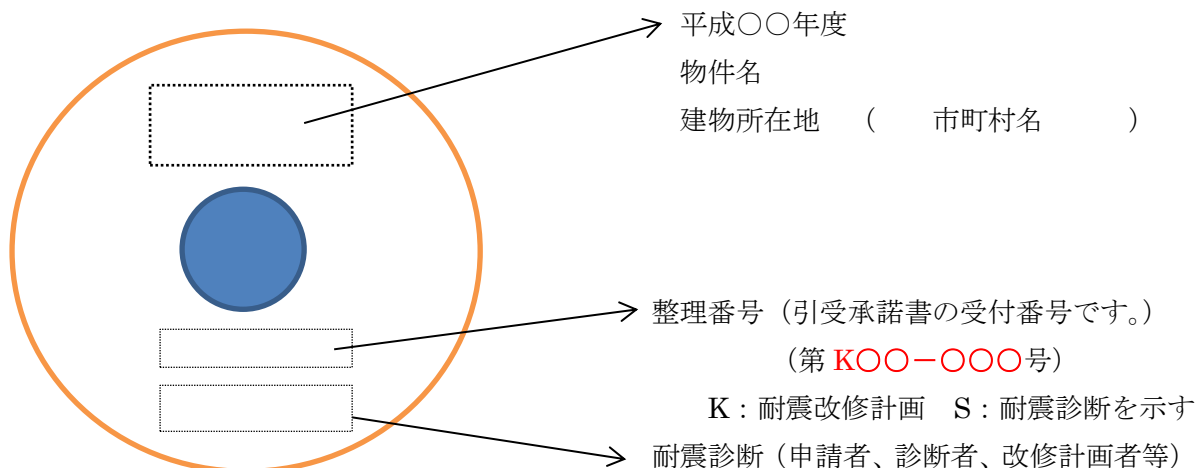 平成○○年度
物件名
建物所在地 ( 市町村名 )
整理番号（引受承諾書の受付番号です。）
（第 K○○－○○○号）
K：耐震改修計画 S：耐震診断を示す
耐震診断（申請者、診断者、改修計画者等）